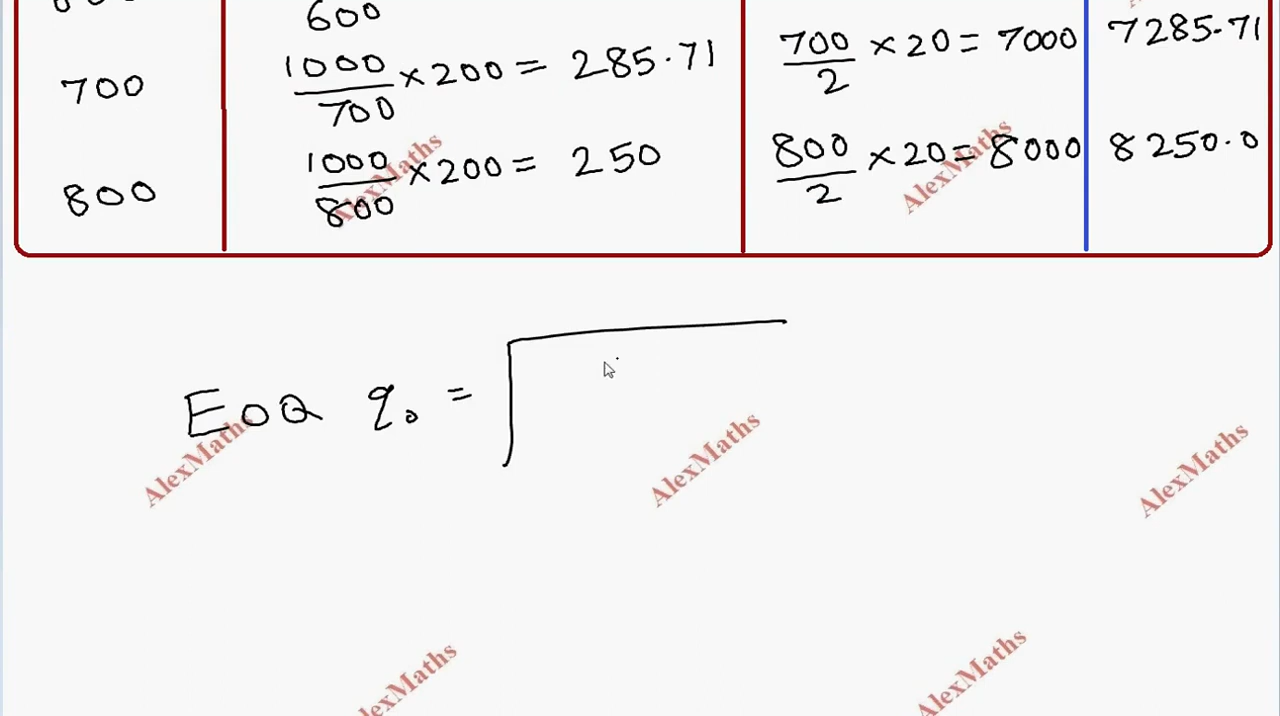 600
700/2 × 20 = 7000 7285.71
700 1000/700 × 200 = 285.71
800/2 × 20 = 8000 8250.0
800 1000/800 × 200 = 250
AlexMaths AlexMaths
EOQ q₀ = √
AlexMaths AlexMaths AlexMaths
AlexMaths AlexMaths